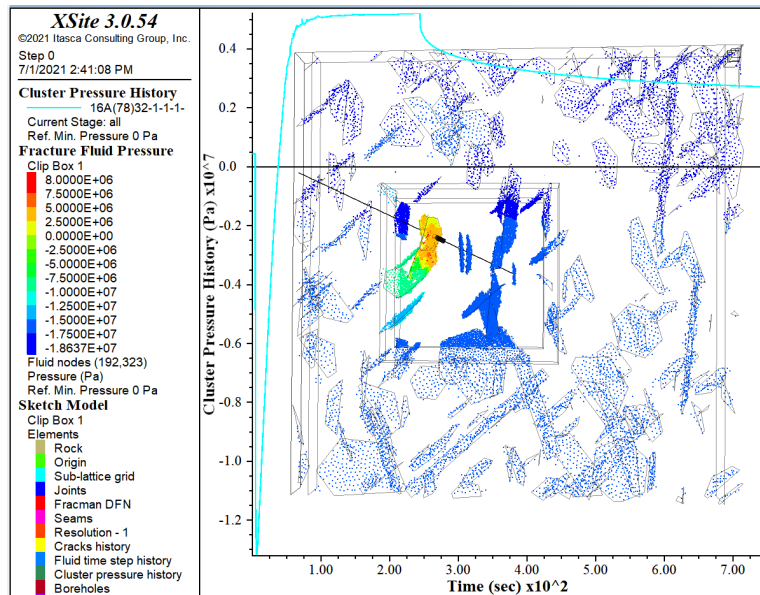 XSite 3.0.54
©2021 Itasca Consulting Group, Inc.
Step 0
7/1/2021 2:41:08 PM
Cluster Pressure History
16A(78)32-1-1-1-
Current Stage: all
Ref. Min. Pressure 0 Pa
Fracture Fluid Pressure
Clip Box 1
8.0000E+06
7.5000E+06
5.0000E+06
2.5000E+06
0.0000E+00
-2.5000E+06
-5.0000E+06
-7.5000E+06
-1.0000E+07
-1.2500E+07
-1.5000E+07
-1.7500E+07
-1.8637E+07
Fluid nodes (192,323)
Pressure (Pa)
Ref. Min. Pressure 0 Pa
Sketch Model
Clip Box 1
Elements
Rock
Origin
Sub-lattice grid
Joints
Fracman DFN
Seams
Resolution - 1
Cracks history
Fluid time step history
Cluster pressure history
Boreholes
Cluster Pressure History (Pa) x10^7
0.4
0.2
0.0
-0.2
-0.4
-0.6
-0.8
-1.0
-1.2
1.00 2.00 3.00 4.00 5.00 6.00 7.00
Time (sec) x10^2